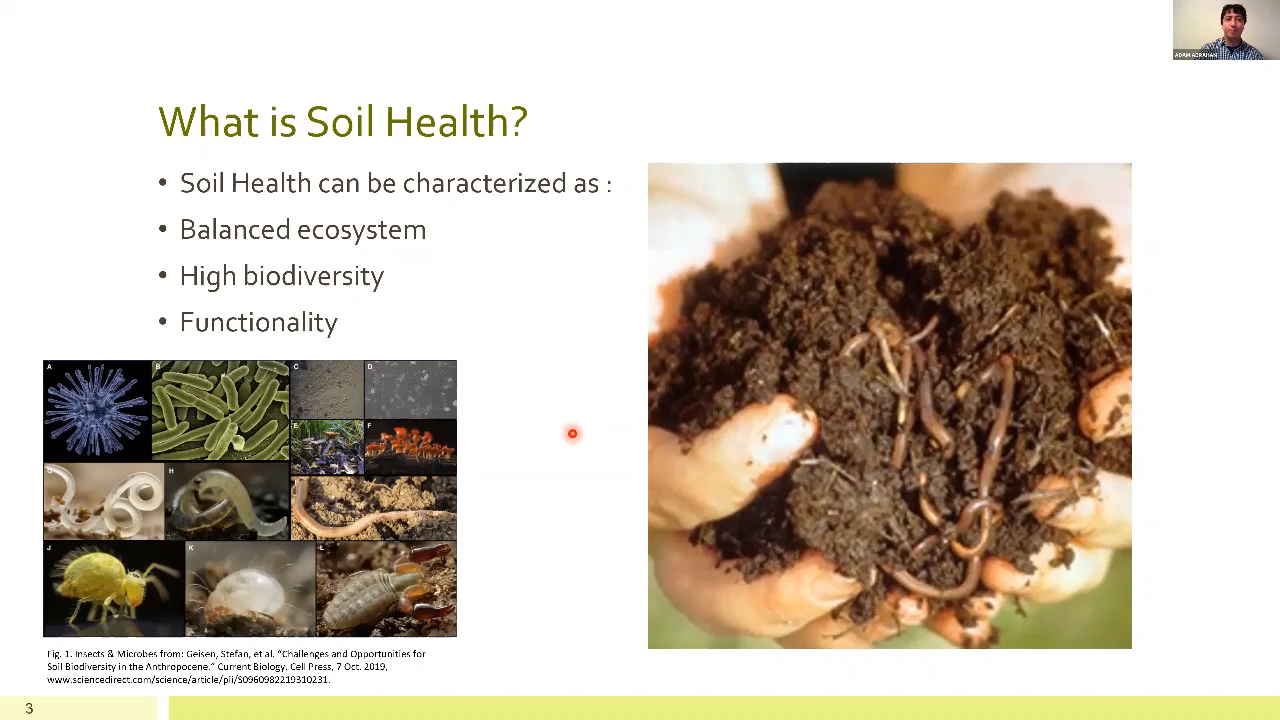 ADAM ABRAHAM
What is Soil Health?
• Soil Health can be characterized as :
• Balanced ecosystem
• High biodiversity
• Functionality
A
B
C
D
E
F
G
H
J
K
L
Fig. 1. Insects & Microbes from: Geisen, Stefan, et al. “Challenges and Opportunities for
Soil Biodiversity in the Anthropocene.” Current Biology, Cell Press, 7 Oct. 2019,
www.sciencedirect.com/science/article/pii/S0960982219310231.
3